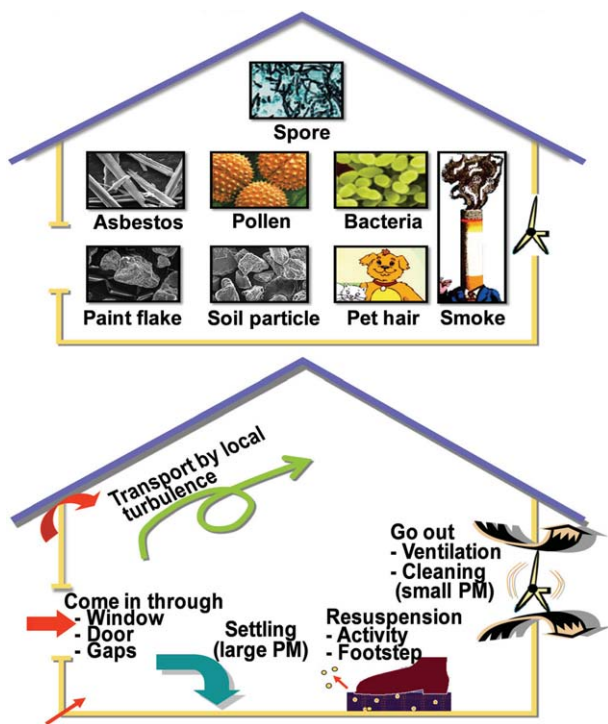 Spore
Asbestos
Pollen
Bacteria
Paint flake
Soil particle
Pet hair
Smoke
Transport by local
turbulence
Go out
- Ventilation
- Cleaning
(small PM)
Come in through
- Window
- Door
- Gaps
Settling
(large PM)
Resuspension
- Activity
- Footstep